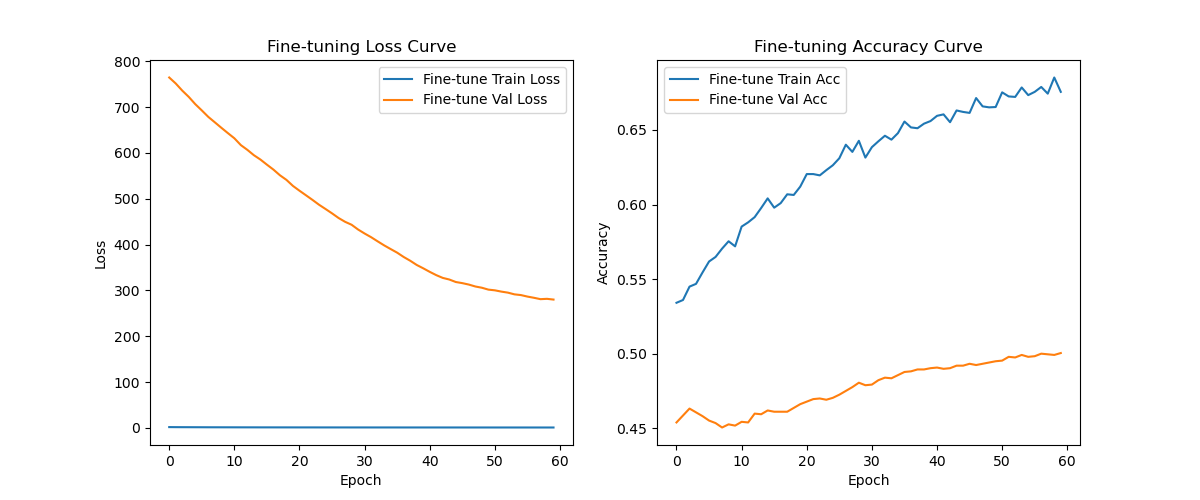 Fine-tuning Loss Curve
800
700
600
500
400
300
200
100
0
Loss
0 10 20 30 40 50 60
Epoch
Fine-tune Train Loss
Fine-tune Val Loss
Fine-tuning Accuracy Curve
0.65
0.60
0.55
0.50
0.45
Accuracy
0 10 20 30 40 50 60
Epoch
Fine-tune Train Acc
Fine-tune Val Acc